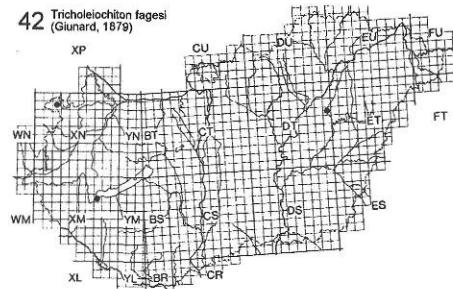 42 Tricholeiochiton fagesi
(Giunard, 1879)
XP CU DU EU FU
WN XN YN BT CT DT ET FT
WM XM YM BS CS DS ES
XL YL BR CR